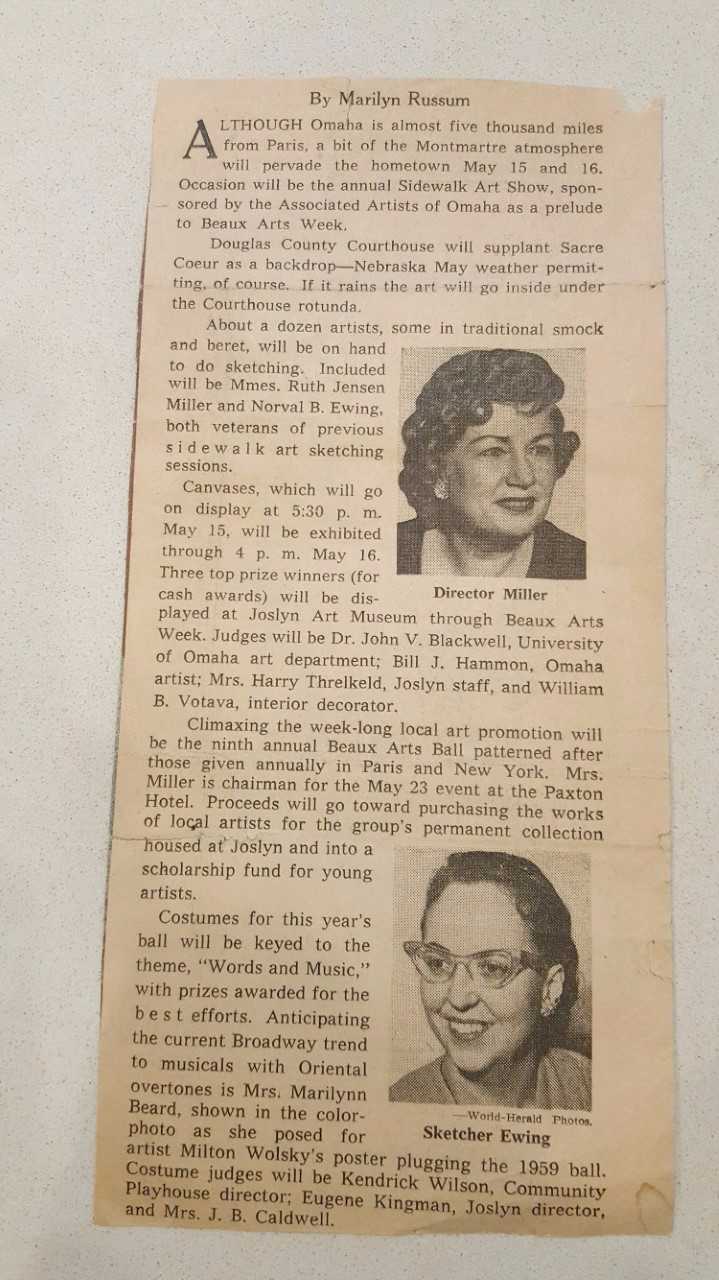 By Marilyn Russum
ALTHOUGH Omaha is almost five thousand miles
from Paris, a bit of the Montmartre atmosphere
will pervade the hometown May 15 and 16.
Occasion will be the annual Sidewalk Art Show, spon-
sored by the Associated Artists of Omaha as a prelude
to Beaux Arts Week.
Douglas County Courthouse will supplant Sacre
Coeur as a backdrop—Nebraska May weather permit-
ting, of course. If it rains the art will go inside under
the Courthouse rotunda.
About a dozen artists, some in traditional smock
and beret, will be on hand
to do sketching. Included
will be Mmes. Ruth Jensen
Miller and Norval B. Ewing,
both veterans of previous
sidewalk art sketching
sessions.
Canvases, which will go
on display at 5:30 p. m.
May 15, will be exhibited
through 4 p. m. May 16.
Three top prize winners (for
cash awards) will be dis-
Director Miller
played at Joslyn Art Museum through Beaux Arts
Week. Judges will be Dr. John V. Blackwell, University
of Omaha art department; Bill J. Hammon, Omaha
artist; Mrs. Harry Threlkeld, Joslyn staff, and William
B. Votava, interior decorator.
Climaxing the week-long local art promotion will
be the ninth annual Beaux Arts Ball patterned after
those given annually in Paris and New York. Mrs.
Miller is chairman for the May 23 event at the Paxton
Hotel. Proceeds will go toward purchasing the works
of local artists for the group's permanent collection
housed at Joslyn and into a
scholarship fund for young
artists.
Costumes for this year's
ball will be keyed to the
theme, "Words and Music,"
with prizes awarded for the
best efforts. Anticipating
the current Broadway trend
to musicals with Oriental
overtones is Mrs. Marilynn
Beard, shown in the color-
photo as she posed for
—World-Herald Photos.
Sketcher Ewing
artist Milton Wolsky's poster plugging the 1959 ball.
Costume judges will be Kendrick Wilson, Community
Playhouse director; Eugene Kingman, Joslyn director,
and Mrs. J. B. Caldwell.